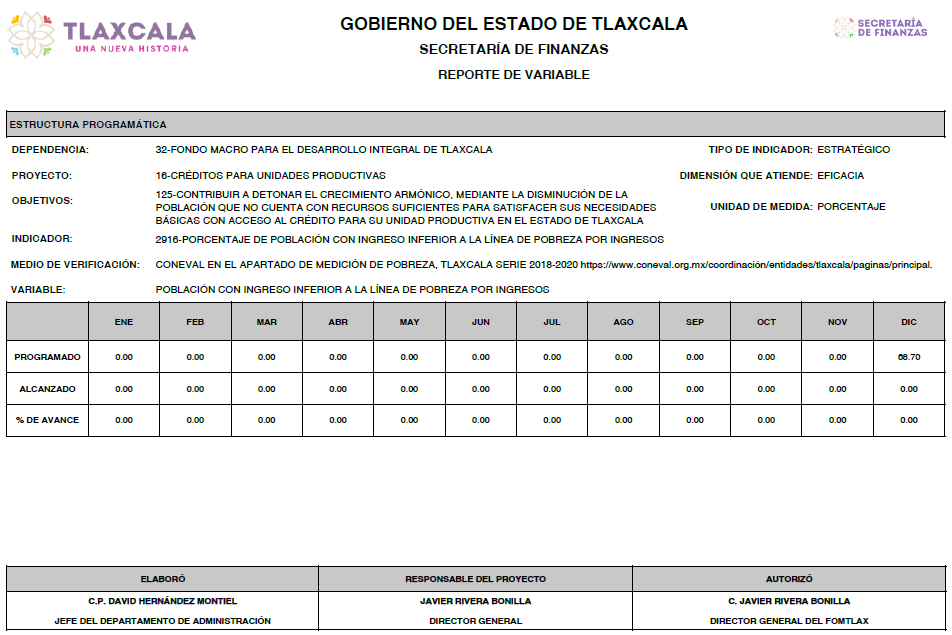 TLAXCALA
UNA NUEVA HISTORIA
GOBIERNO DEL ESTADO DE TLAXCALA
SECRETARÍA DE FINANZAS
REPORTE DE VARIABLE
SECRETARÍA
DE FINANZAS
ESTRUCTURA PROGRAMÁTICA
DEPENDENCIA: 32-FONDO MACRO PARA EL DESARROLLO INTEGRAL DE TLAXCALA TIPO DE INDICADOR: ESTRATÉGICO
PROYECTO: 16-CRÉDITOS PARA UNIDADES PRODUCTIVAS DIMENSIÓN QUE ATIENDE: EFICACIA
OBJETIVOS: 125-CONTRIBUIR A DETONAR EL CRECIMIENTO ARMÓNICO, MEDIANTE LA DISMINUCIÓN DE LA
POBLACIÓN QUE NO CUENTA CON RECURSOS SUFICIENTES PARA SATISFACER SUS NECESIDADES UNIDAD DE MEDIDA: PORCENTAJE
BÁSICAS CON ACCESO AL CRÉDITO PARA SU UNIDAD PRODUCTIVA EN EL ESTADO DE TLAXCALA
INDICADOR: 2916-PORCENTAJE DE POBLACIÓN CON INGRESO INFERIOR A LA LÍNEA DE POBREZA POR INGRESOS
MEDIO DE VERIFICACIÓN: CONEVAL EN EL APARTADO DE MEDICIÓN DE POBREZA, TLAXCALA SERIE 2018-2020 https://www.coneval.org.mx/coordinación/entidades/tlaxcala/paginas/principal.
VARIABLE: POBLACIÓN CON INGRESO INFERIOR A LA LÍNEA DE POBREZA POR INGRESOS
ENE FEB MAR ABR MAY JUN JUL AGO SEP OCT NOV DIC
PROGRAMADO 0.00 0.00 0.00 0.00 0.00 0.00 0.00 0.00 0.00 0.00 0.00 68.70
ALCANZADO 0.00 0.00 0.00 0.00 0.00 0.00 0.00 0.00 0.00 0.00 0.00 0.00
% DE AVANCE 0.00 0.00 0.00 0.00 0.00 0.00 0.00 0.00 0.00 0.00 0.00 0.00
ELABORÓ RESPONSABLE DEL PROYECTO AUTORIZÓ
C.P. DAVID HERNÁNDEZ MONTIEL JAVIER RIVERA BONILLA C. JAVIER RIVERA BONILLA
JEFE DEL DEPARTAMENTO DE ADMINISTRACIÓN DIRECTOR GENERAL DIRECTOR GENERAL DEL FOMTLAX